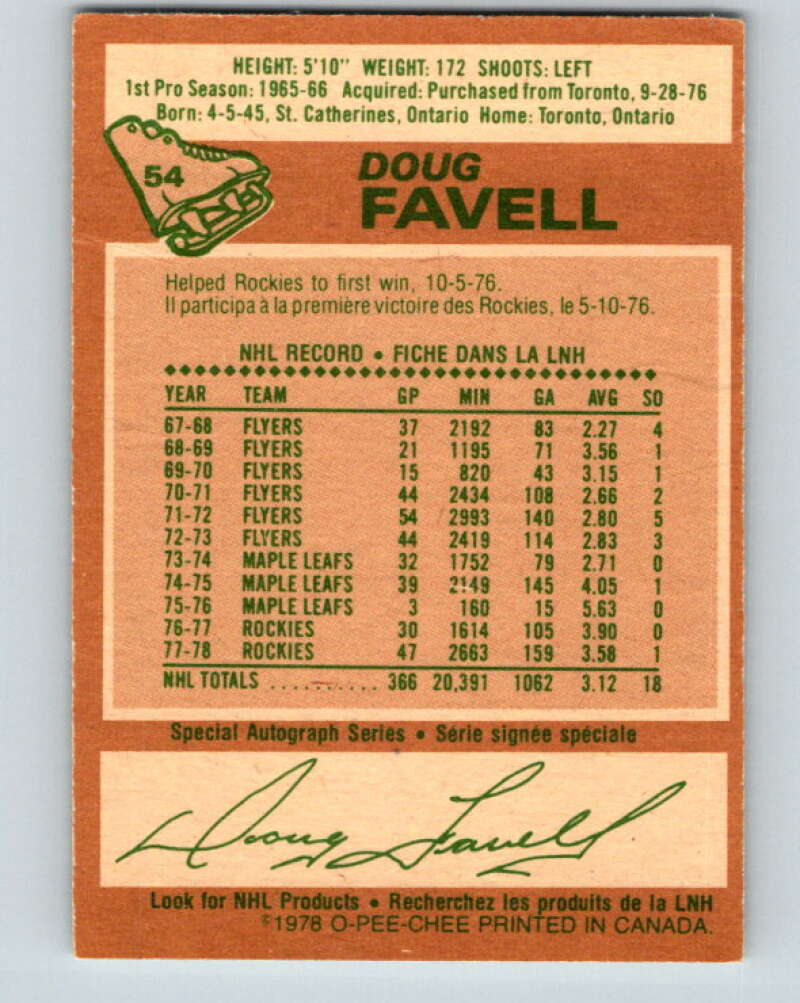 HEIGHT: 5'10" WEIGHT: 172 SHOOTS: LEFT
1st Pro Season: 1965-66 Acquired: Purchased from Toronto, 9-28-76
Born: 4-5-45, St. Catherines, Ontario Home: Toronto, Ontario
54
DOUG
FAVELL
Helped Rockies to first win, 10-5-76.
Il participa à la première victoire des Rockies, le 5-10-76.
NHL RECORD • FICHE DANS LA LNH
YEAR TEAM GP MIN GA AVG SO
67-68 FLYERS 37 2192 83 2.27 4
68-69 FLYERS 21 1195 71 3.56 1
69-70 FLYERS 15 820 43 3.15 1
70-71 FLYERS 44 2434 108 2.66 2
71-72 FLYERS 54 2993 140 2.80 5
72-73 FLYERS 44 2419 114 2.83 3
73-74 MAPLE LEAFS 32 1752 79 2.71 0
74-75 MAPLE LEAFS 39 2149 145 4.05 1
75-76 MAPLE LEAFS 3 160 15 5.63 0
76-77 ROCKIES 30 1614 105 3.90 0
77-78 ROCKIES 47 2663 159 3.58 1
NHL TOTALS .......... 366 20,391 1062 3.12 18
Special Autograph Series • Série signée spéciale
Doug Favell
Look for NHL Products • Recherchez les produits de la LNH
©1978 O-PEE-CHEE PRINTED IN CANADA.